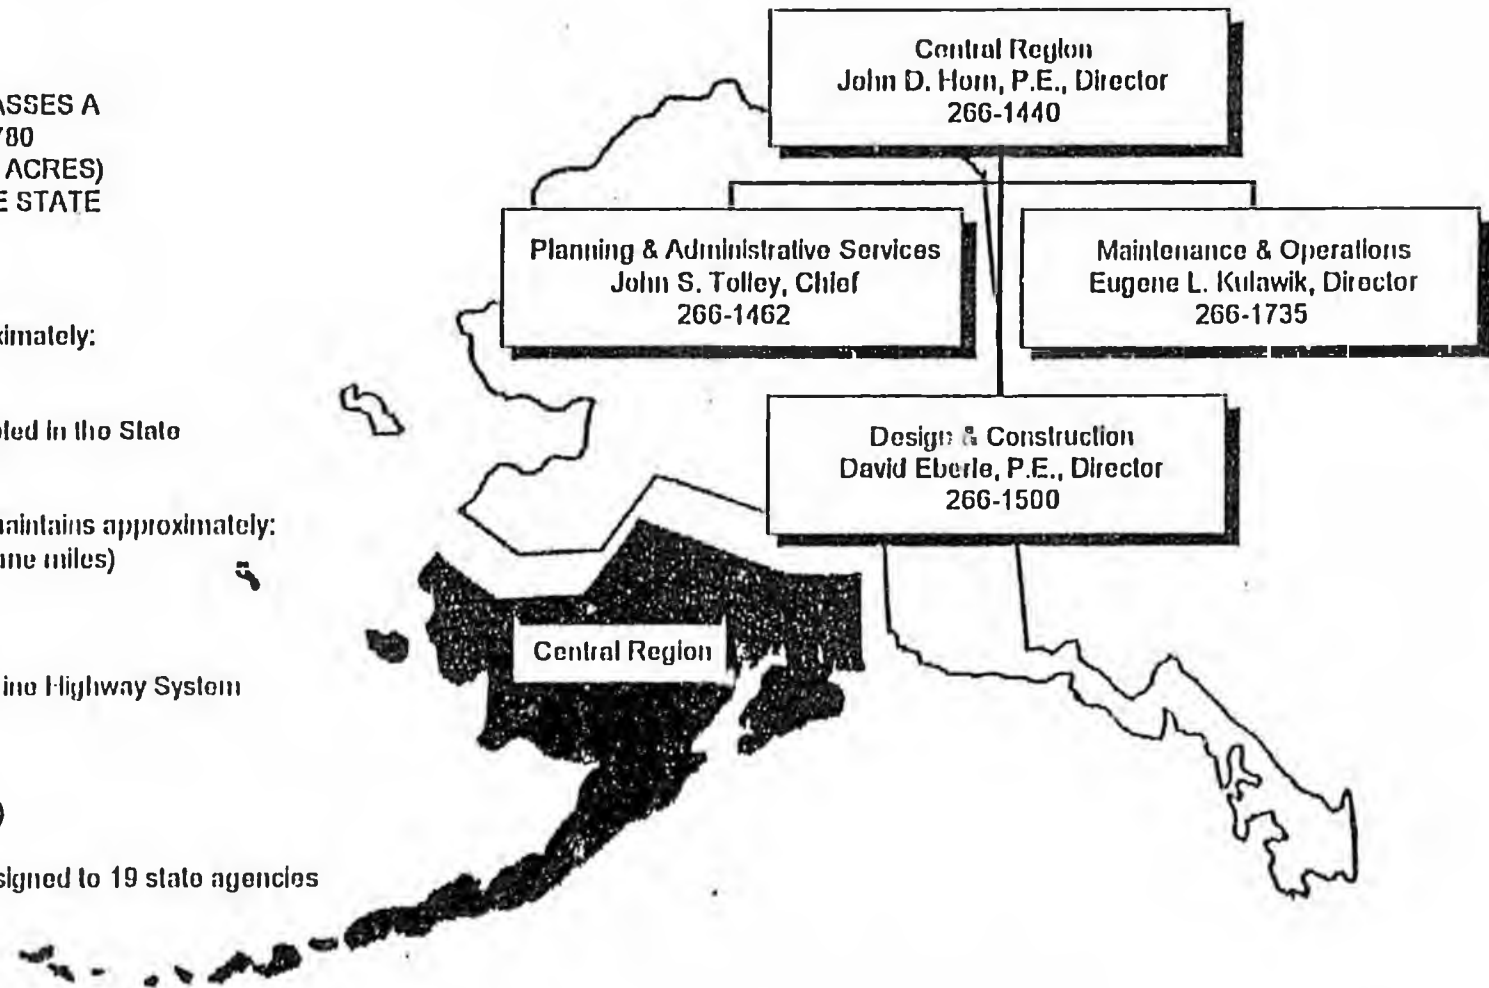 Central Region
John D. Horn, P.E., Director
266-1440
Planning & Administrative Services
John S. Tolley, Chief
266-1462
Maintenance & Operations
Eugene L. Kulawik, Director
266-1735
Design & Construction
David Eberle, P.E., Director
266-1500
Central Region
ASSES A
780
ACRES)
E STATE
ximately:
ted in the State
maintains approximately:
ane miles)
ine Highway System
)
signed to 19 state agencies